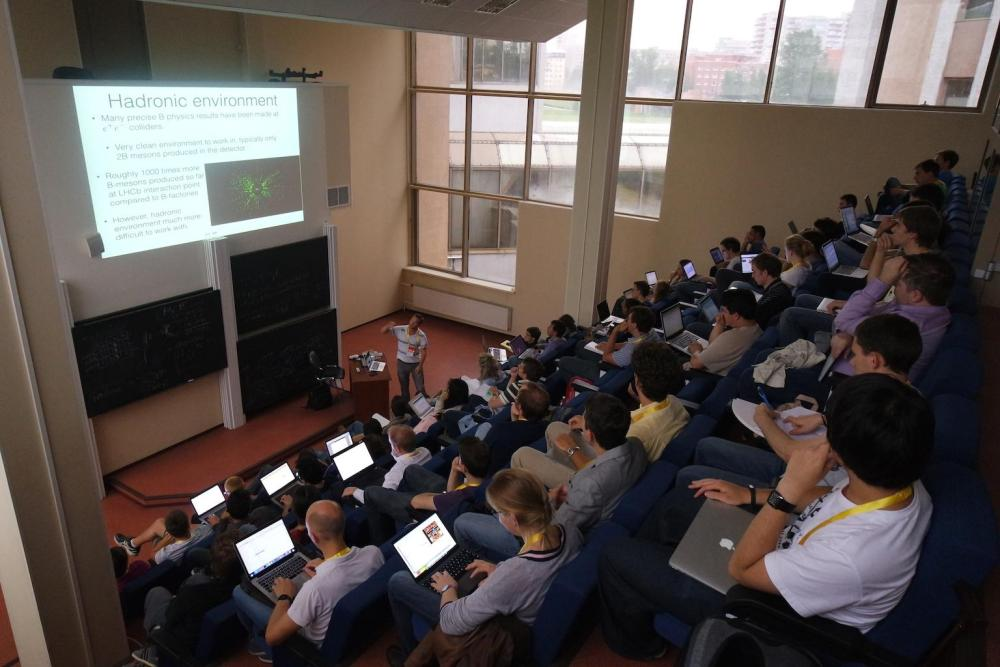 Hadronic environment
• Many precise B physics results have been made at
e⁺e⁻ colliders.
• Very clean environment to work in, typically only
2B mesons produced in the detector.
• Roughly 1000 times more
B-mesons produced so far
at LHCb interaction point
compared to B-factories
• However, hadronic
environment much more
difficult to work with.